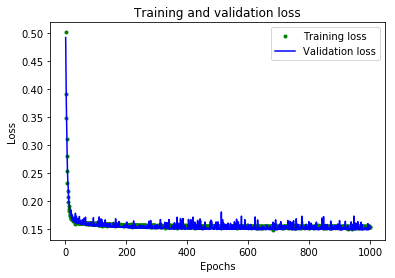 Training and validation loss
Training loss
Validation loss
Loss
0.50
0.45
0.40
0.35
0.30
0.25
0.20
0.15
0
200
400
600
800
1000
Epochs